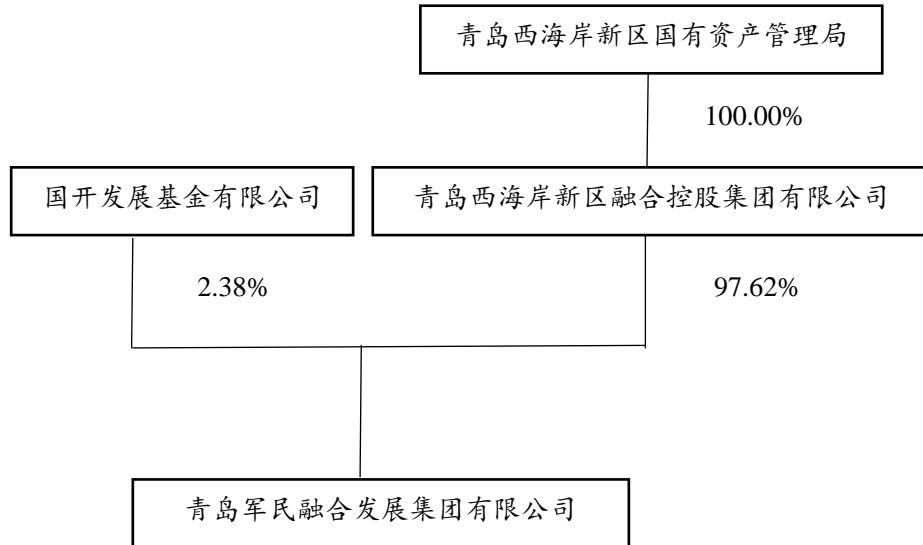 青岛西海岸新区国有资产管理局
100.00%
国开发展基金有限公司
青岛西海岸新区融合控股集团有限公司
2.38%
97.62%
青岛军民融合发展集团有限公司